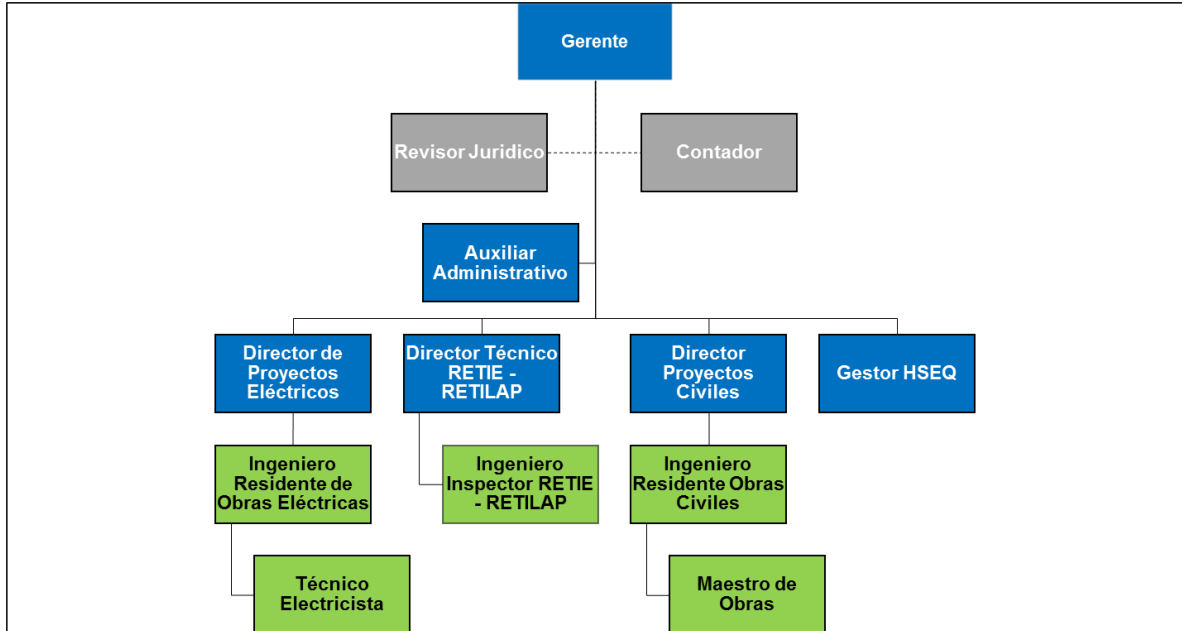 Gerente
Revisor Juridico
Contador
Auxiliar
Administrativo
Director de
Proyectos
Eléctricos
Director Técnico
RETIE -
RETILAP
Director
Proyectos
Civiles
Gestor HSEQ
Ingeniero
Residente de
Obras Eléctricas
Ingeniero
Inspector RETIE
- RETILAP
Ingeniero
Residente Obras
Civiles
Técnico
Electricista
Maestro de
Obras